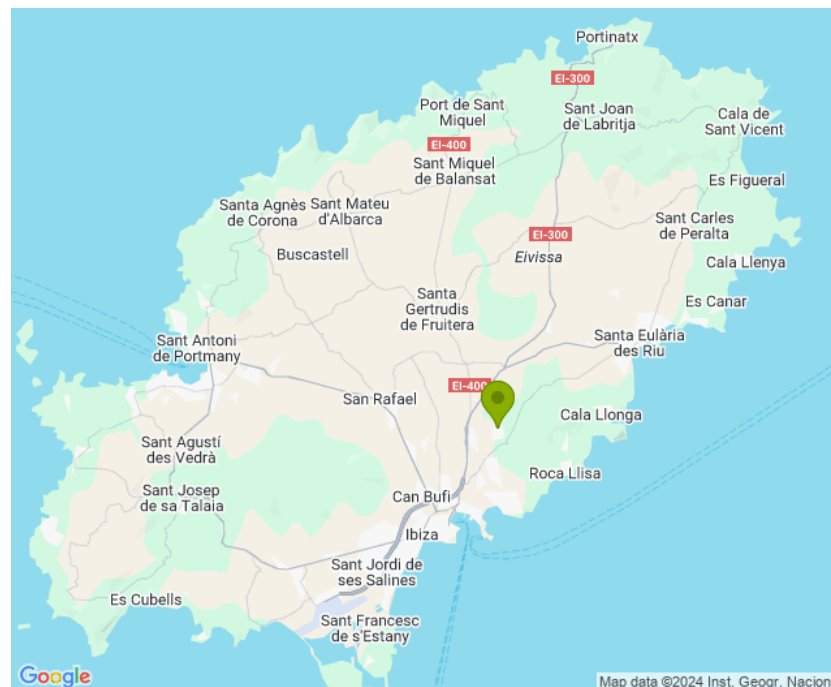 Portinatx
EI-300
Port de Sant
Miquel
Sant Joan
de Labritja
Cala de
Sant Vicent
EI-400
Sant Miquel
de Balansat
Es Figueral
Santa Agnès
de Corona
Sant Mateu
d'Albarca
Sant Carles
de Peralta
EI-300
Buscastell
Eivissa
Cala Llenya
Santa
Gertrudis
de Fruitera
Es Canar
Sant Antoni
de Portmany
Santa Eulària
des Riu
EI-400
San Rafael
Cala Llonga
Sant Agustí
des Vedrà
Roca Llisa
Sant Josep
de sa Talaia
Can Bufi
Ibiza
Sant Jordi de
ses Salines
Es Cubells
Sant Francesc
de s'Estany
Google
Map data ©2024 Inst. Geogr. Nacion